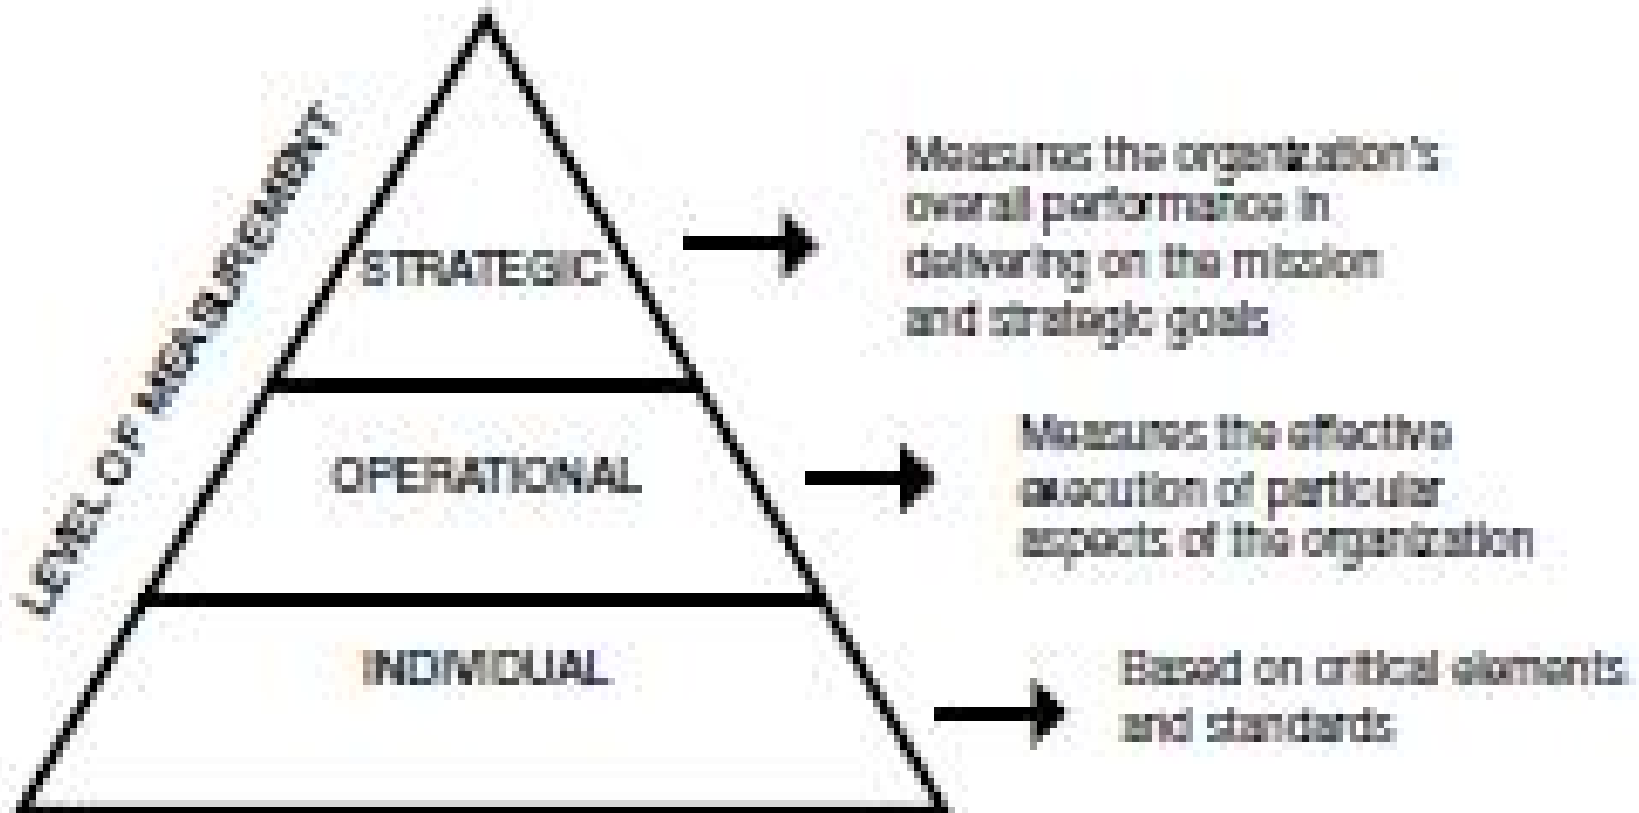 LEVEL OF MEASUREMENT
STRATEGIC
Measures the organization's
overall performance in
delivering on the mission
and strategic goals
OPERATIONAL
Measures the effective
execution of particular
aspects of the organization
INDIVIDUAL
Based on critical elements
and standards